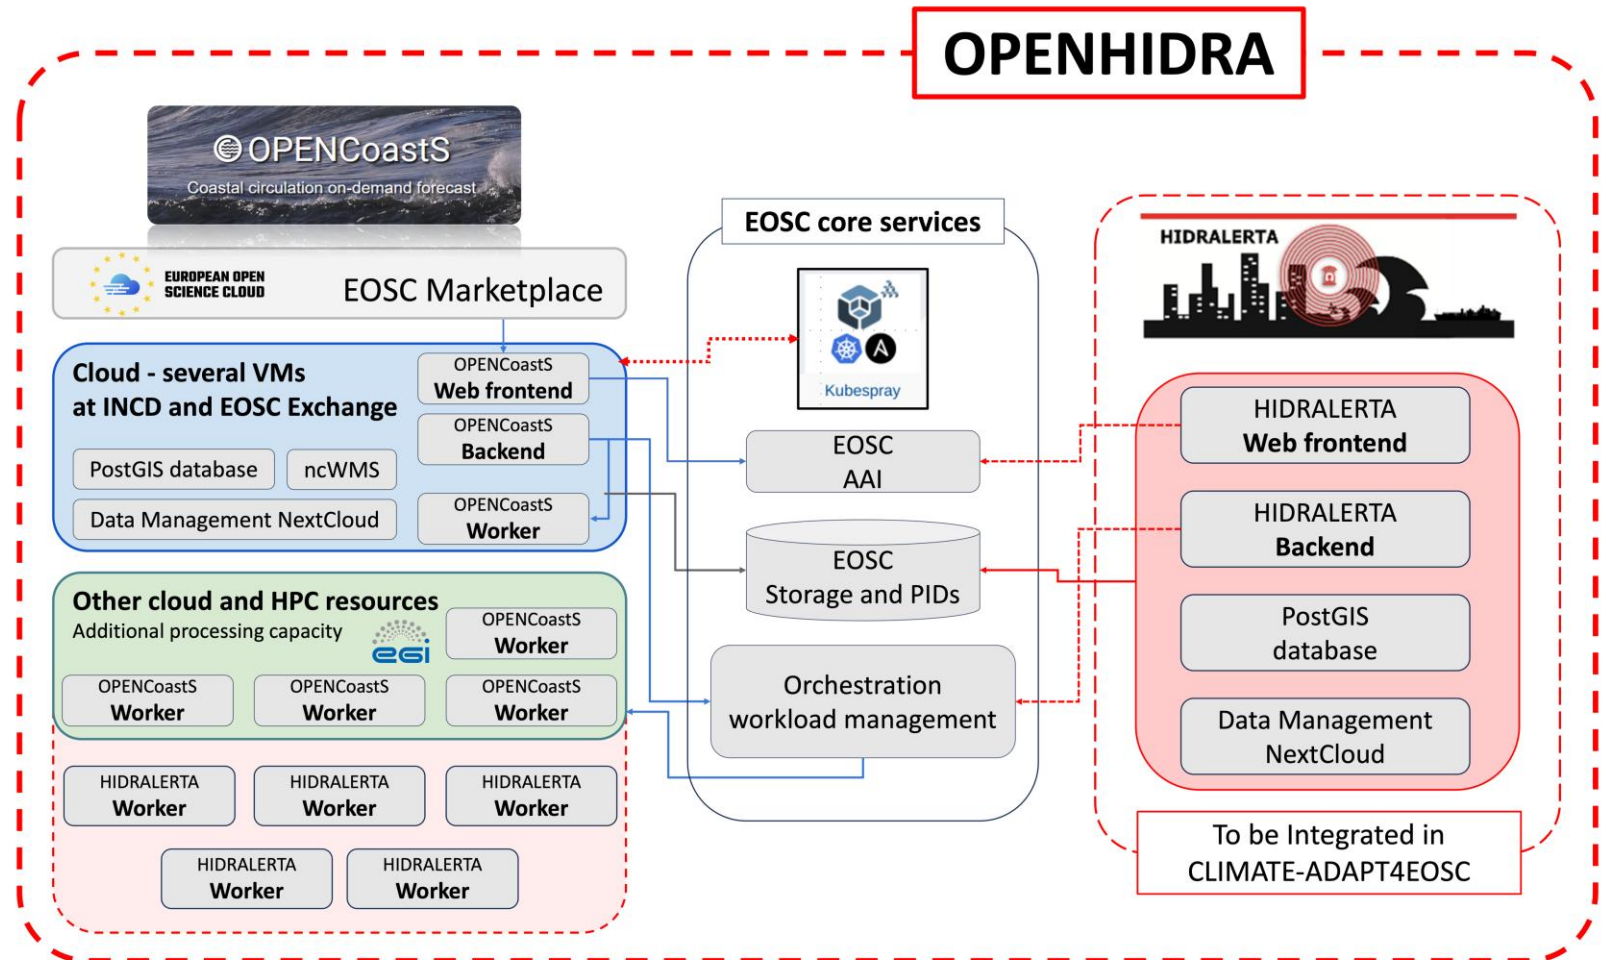 OPENHIDRA
OPENCoastS
Coastal circulation on-demand forecast
EUROPEAN OPEN
SCIENCE CLOUD
EOSC Marketplace
Cloud - several VMs
at INCD and EOSC Exchange
OPENCoastS
Web frontend
OPENCoastS
Backend
PostGIS database
ncWMS
Data Management NextCloud
OPENCoastS
Worker
Other cloud and HPC resources
Additional processing capacity
eGi
OPENCoastS
Worker
OPENCoastS
Worker
OPENCoastS
Worker
OPENCoastS
Worker
HIDRALERTA
Worker
HIDRALERTA
Worker
HIDRALERTA
Worker
HIDRALERTA
Worker
HIDRALERTA
Worker
EOSC core services
A
Kubespray
EOSC
AAI
EOSC
Storage and PIDs
Orchestration
workload management
HIDRALERTA
HIDRALERTA
Web frontend
HIDRALERTA
Backend
PostGIS
database
Data Management
NextCloud
To be Integrated in
CLIMATE-ADAPT4EOSC